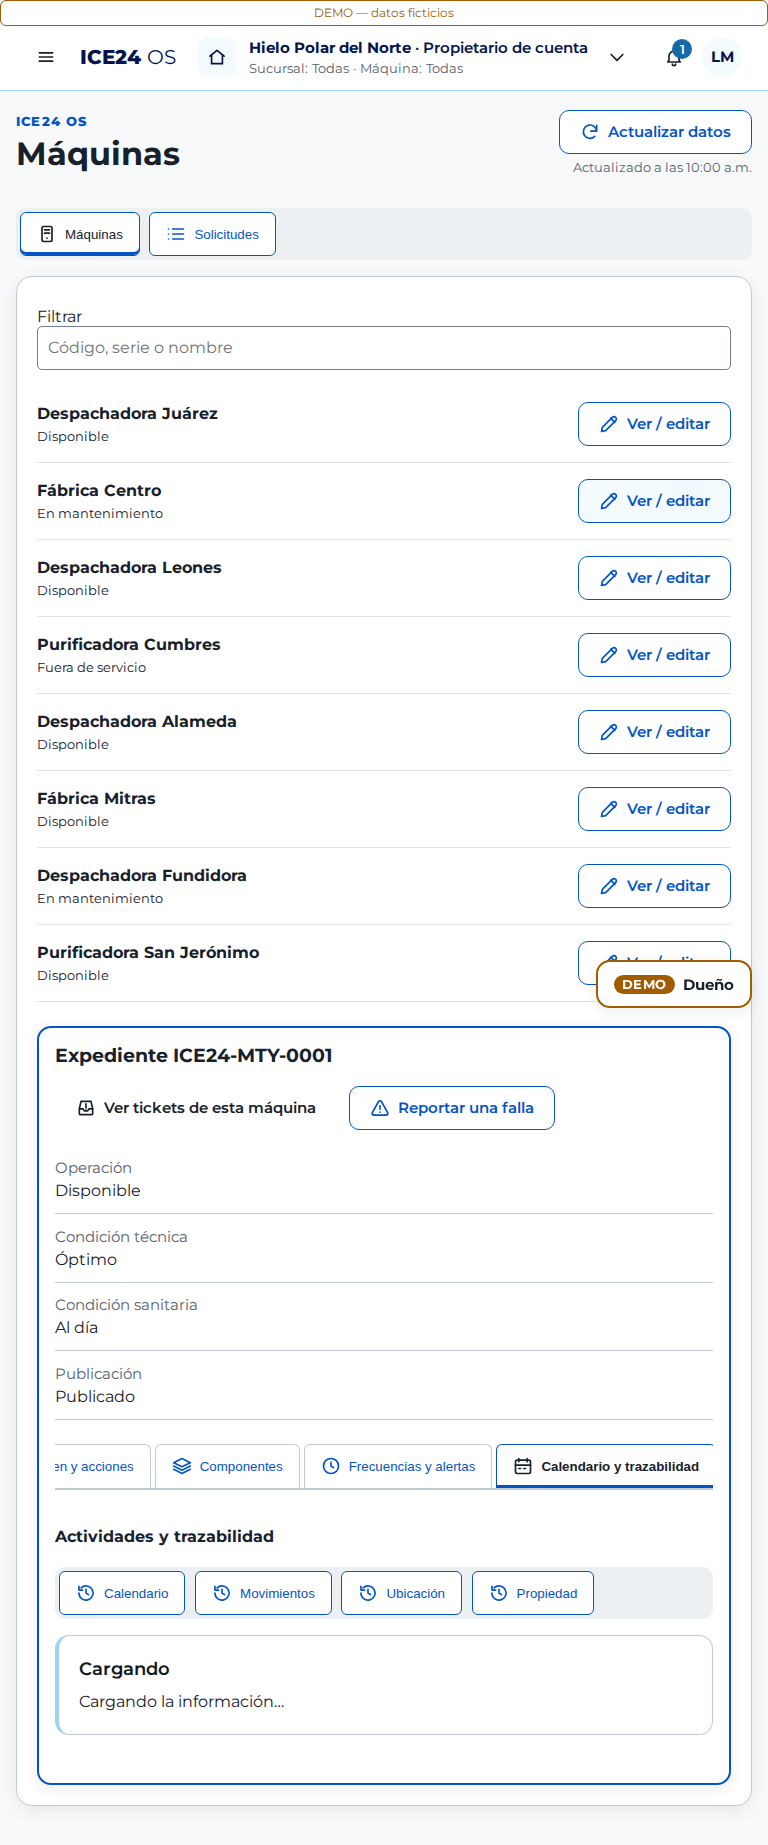 DEMO — datos ficticios
ICE24 OS
Hielo Polar del Norte · Propietario de cuenta
Sucursal: Todas · Máquina: Todas
1
LM
ICE24 OS
Máquinas
Actualizar datos
Actualizado a las 10:00 a.m.
Máquinas
Solicitudes
Filtrar
Código, serie o nombre
Despachadora Juárez
Disponible
Ver / editar
Fábrica Centro
En mantenimiento
Ver / editar
Despachadora Leones
Disponible
Ver / editar
Purificadora Cumbres
Fuera de servicio
Ver / editar
Despachadora Alameda
Disponible
Ver / editar
Fábrica Mitras
Disponible
Ver / editar
Despachadora Fundidora
En mantenimiento
Ver / editar
Purificadora San Jerónimo
Disponible
DEMO Dueño
Expediente ICE24-MTY-0001
Ver tickets de esta máquina
Reportar una falla
Operación
Disponible
Condición técnica
Óptimo
Condición sanitaria
Al día
Publicación
Publicado
en y acciones
Componentes
Frecuencias y alertas
Calendario y trazabilidad
Actividades y trazabilidad
Calendario
Movimientos
Ubicación
Propiedad
Cargando
Cargando la información...